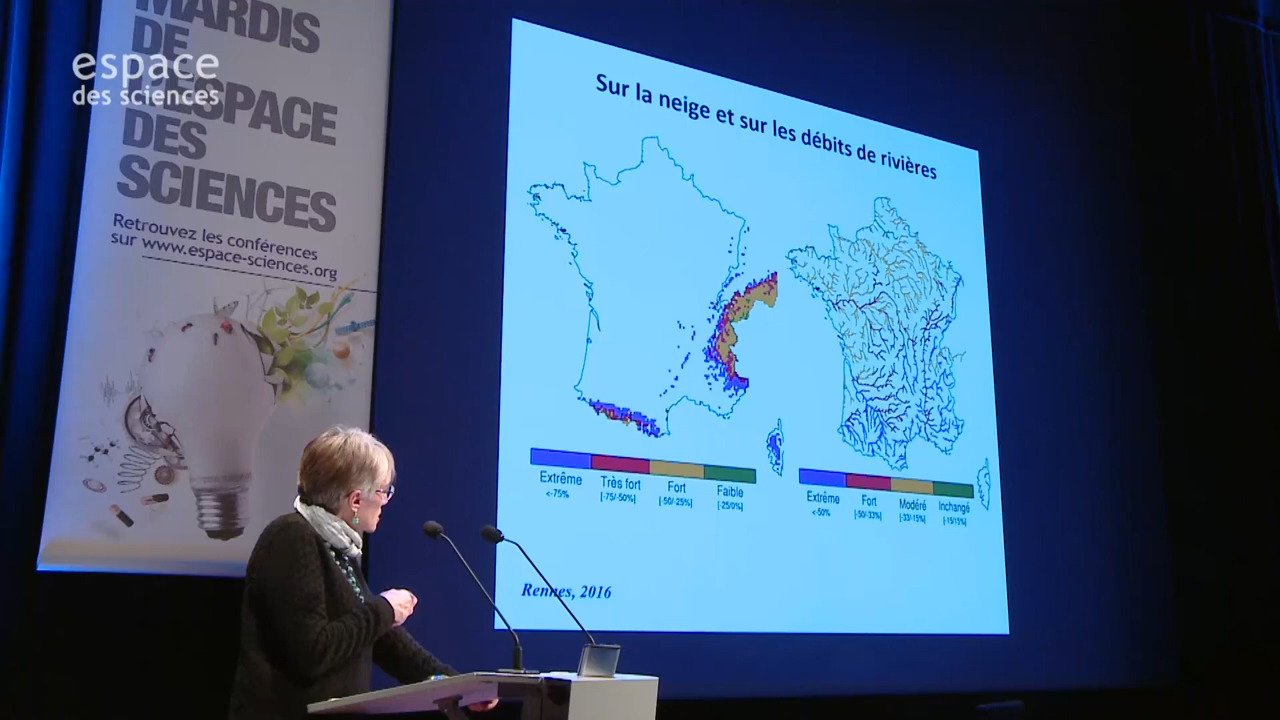 MARDIS
DE
L'ESPACE
DES
SCIENCES
Retrouvez les conférences
sur www.espace-sciences.org
espace
des sciences
Sur la neige et sur les débits de rivières
Extrême
<-75%
Très fort
[-75/-50%]
Fort
[-50/-25%]
Faible
[-25/0%]
Extrême
<-50%
Fort
[-50/-33%]
Modéré
[-33/-15%]
Inchangé
[-15/15%]
Rennes, 2016